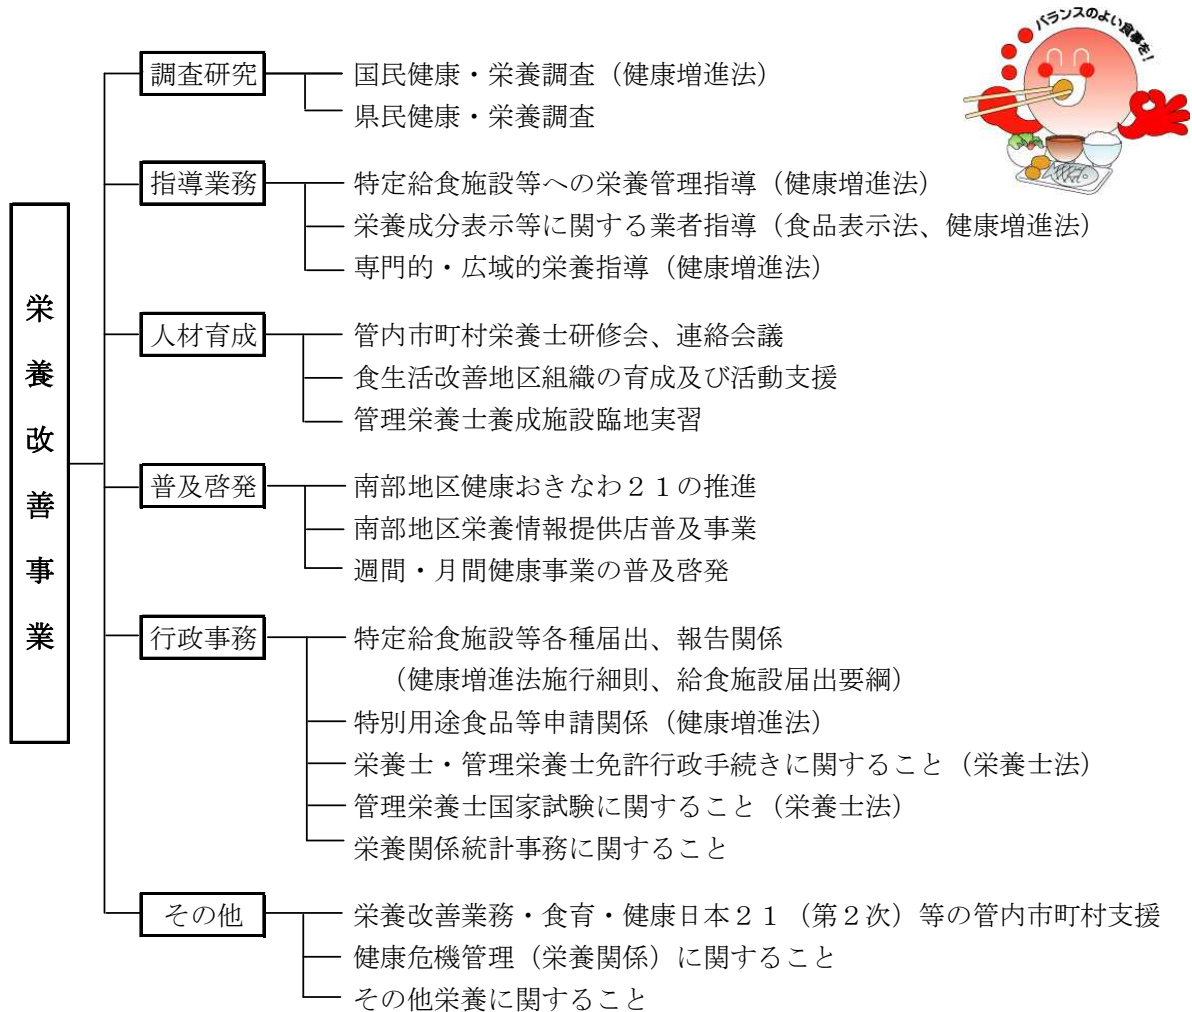 バランスのよい食事を!
栄養改善事業
調査研究
国民健康・栄養調査（健康増進法）
県民健康・栄養調査
指導業務
特定給食施設等への栄養管理指導（健康増進法）
栄養成分表示等に関する業者指導（食品表示法、健康増進法）
専門的・広域的栄養指導（健康増進法）
人材育成
管内市町村栄養士研修会、連絡会議
食生活改善地区組織の育成及び活動支援
管理栄養士養成施設臨地実習
普及啓発
南部地区健康おきなわ２１の推進
南部地区栄養情報提供店普及事業
週間・月間健康事業の普及啓発
行政事務
特定給食施設等各種届出、報告関係
（健康増進法施行細則、給食施設届出要綱）
特別用途食品等申請関係（健康増進法）
栄養士・管理栄養士免許行政手続きに関すること（栄養士法）
管理栄養士国家試験に関すること（栄養士法）
栄養関係統計事務に関すること
その他
栄養改善業務・食育・健康日本２１（第２次）等の管内市町村支援
健康危機管理（栄養関係）に関すること
その他栄養に関すること